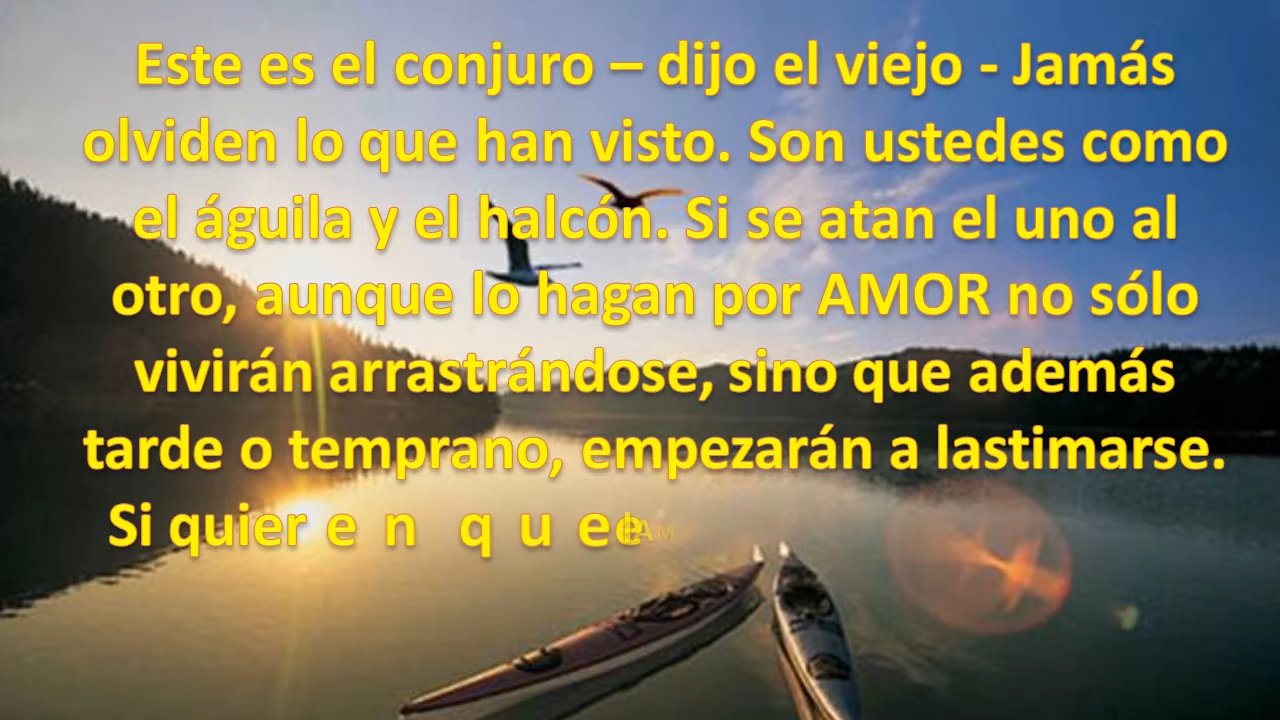 Este es el conjuro – dijo el viejo - Jamás
olviden lo que han visto. Son ustedes como
el águila y el halcón. Si se atan el uno al
otro, aunque lo hagan por AMOR no sólo
vivirán arrastrándose, sino que además
tarde o temprano, empezarán a lastimarse.
Si quieren que